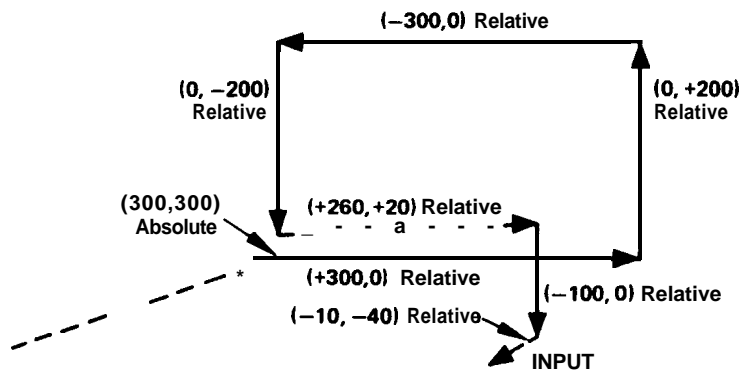 (−300,0) Relative
(0, −200)
Relative
(0, +200)
Relative
(300,300)
Absolute
(+260,+20) Relative
a
*
(+300,0) Relative
(−100, 0) Relative
(−10, −40) Relative
INPUT